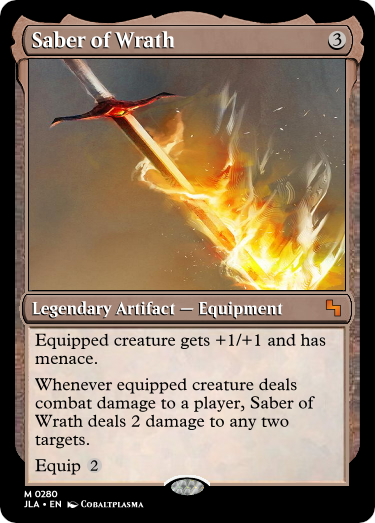 Saber of Wrath 3
Legendary Artifact — Equipment
Equipped creature gets +1/+1 and has
menace.
Whenever equipped creature deals
combat damage to a player, Saber of
Wrath deals 2 damage to any two
targets.
Equip 2
M 0280
JLA • EN Cobaltplasma